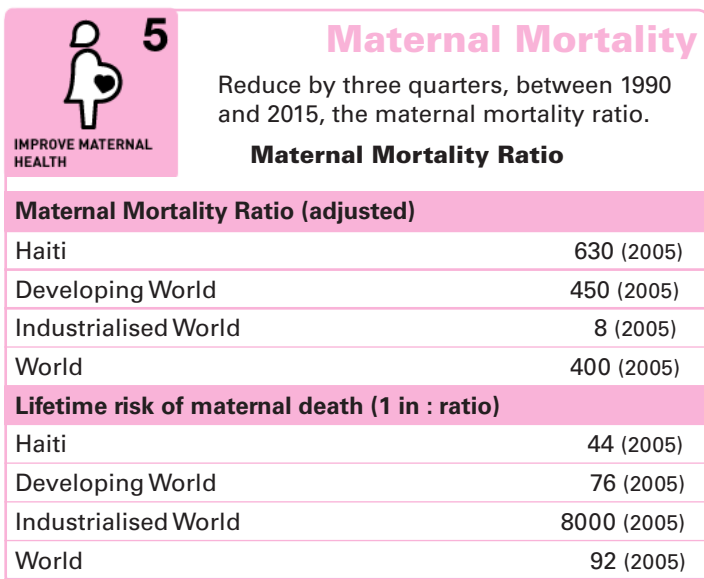 5
IMPROVE MATERNAL
HEALTH
Maternal Mortality
Reduce by three quarters, between 1990
and 2015, the maternal mortality ratio.
Maternal Mortality Ratio
Maternal Mortality Ratio (adjusted)
Haiti 630 (2005)
Developing World 450 (2005)
Industrialised World 8 (2005)
World 400 (2005)
Lifetime risk of maternal death (1 in : ratio)
Haiti 44 (2005)
Developing World 76 (2005)
Industrialised World 8000 (2005)
World 92 (2005)